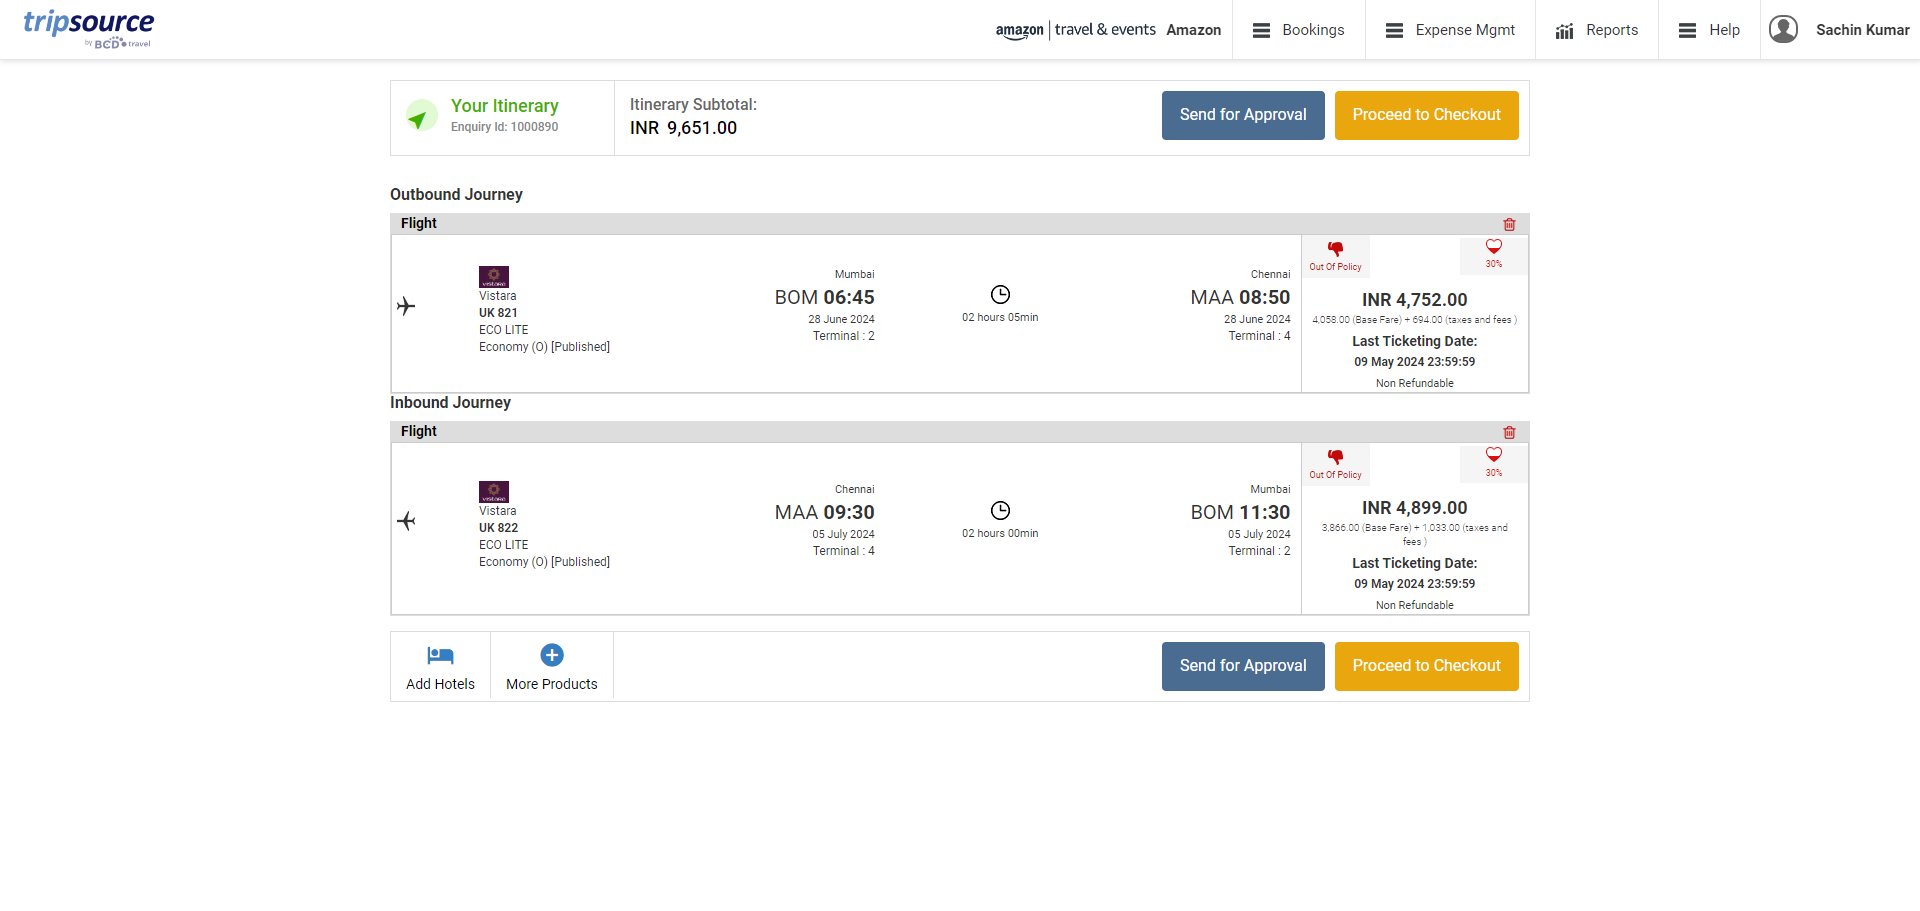 tripsource
by BCD travel
amazon | travel & events Amazon
Bookings
Expense Mgmt
Reports
Help
Sachin Kumar
Your Itinerary
Enquiry Id: 1000890
Itinerary Subtotal:
INR 9,651.00
Send for Approval
Proceed to Checkout
Outbound Journey
Flight
VISTARA
Vistara
UK 821
ECO LITE
Economy (O) [Published]
Mumbai
BOM 06:45
28 June 2024
Terminal : 2
02 hours 05min
Chennai
MAA 08:50
28 June 2024
Terminal : 4
Out Of Policy
30%
INR 4,752.00
4,058.00 (Base Fare) + 694.00 (taxes and fees )
Last Ticketing Date:
09 May 2024 23:59:59
Non Refundable
Inbound Journey
Flight
VISTARA
Vistara
UK 822
ECO LITE
Economy (O) [Published]
Chennai
MAA 09:30
05 July 2024
Terminal : 4
02 hours 00min
Mumbai
BOM 11:30
05 July 2024
Terminal : 2
Out Of Policy
30%
INR 4,899.00
3,866.00 (Base Fare) + 1,033.00 (taxes and
fees )
Last Ticketing Date:
09 May 2024 23:59:59
Non Refundable
Add Hotels
More Products
Send for Approval
Proceed to Checkout